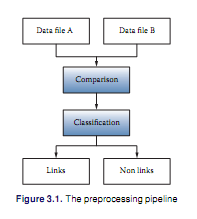 Data file A
Data file B
Comparison
Classification
Links
Non links
Figure 3.1. The preprocessing pipeline